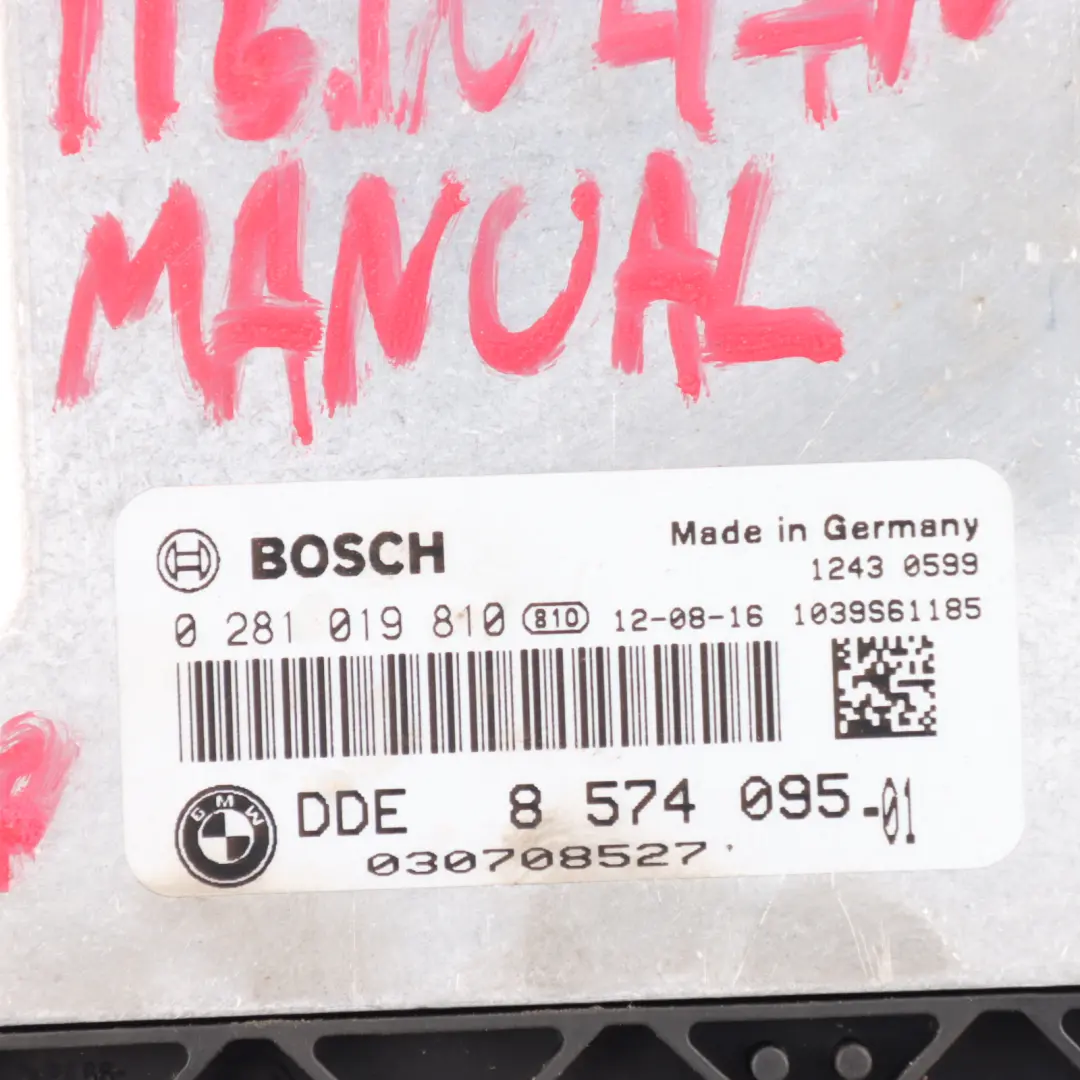 MANUAL
BOSCH
Made in Germany
1243 0599
0 281 019 810 810 12-08-16 1039S61185
BMW DDE 8 574 095-01
030708527